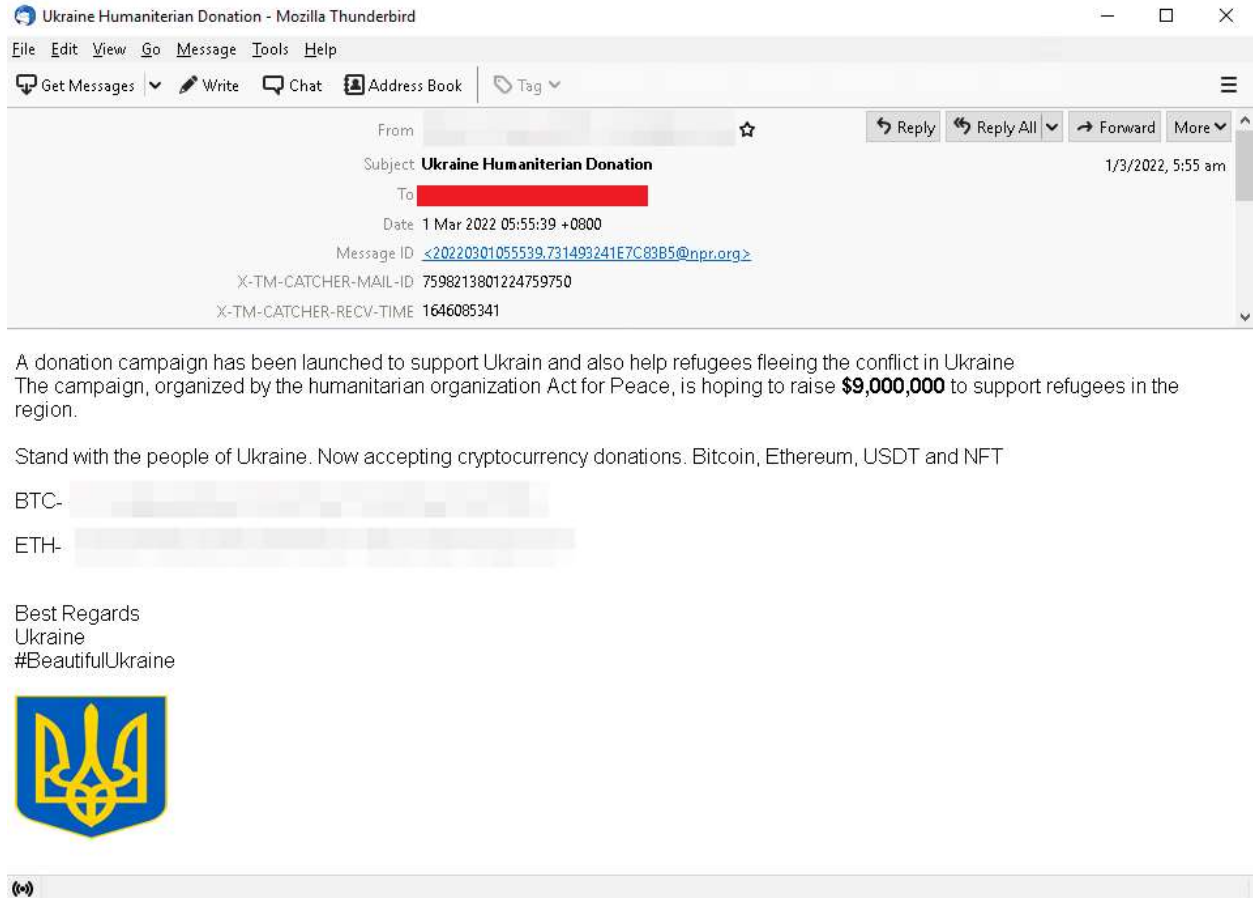 Ukraine Humaniterian Donation - Mozilla Thunderbird
File Edit View Go Message Tools Help
Get Messages Write Chat Address Book Tag
From Reply Reply All Forward More
Subject Ukraine Humaniterian Donation 1/3/2022, 5:55 am
To
Date 1 Mar 2022 05:55:39 +0800
Message ID <20220301055539.731493241E7C83B5@npr.org>
X-TM-CATCHER-MAIL-ID 7598213801224759750
X-TM-CATCHER-RECV-TIME 1646085341
A donation campaign has been launched to support Ukrain and also help refugees fleeing the conflict in Ukraine
The campaign, organized by the humanitarian organization Act for Peace, is hoping to raise $9,000,000 to support refugees in the
region.
Stand with the people of Ukraine. Now accepting cryptocurrency donations. Bitcoin, Ethereum, USDT and NFT
BTC-
ETH-
Best Regards
Ukraine
#BeautifulUkraine